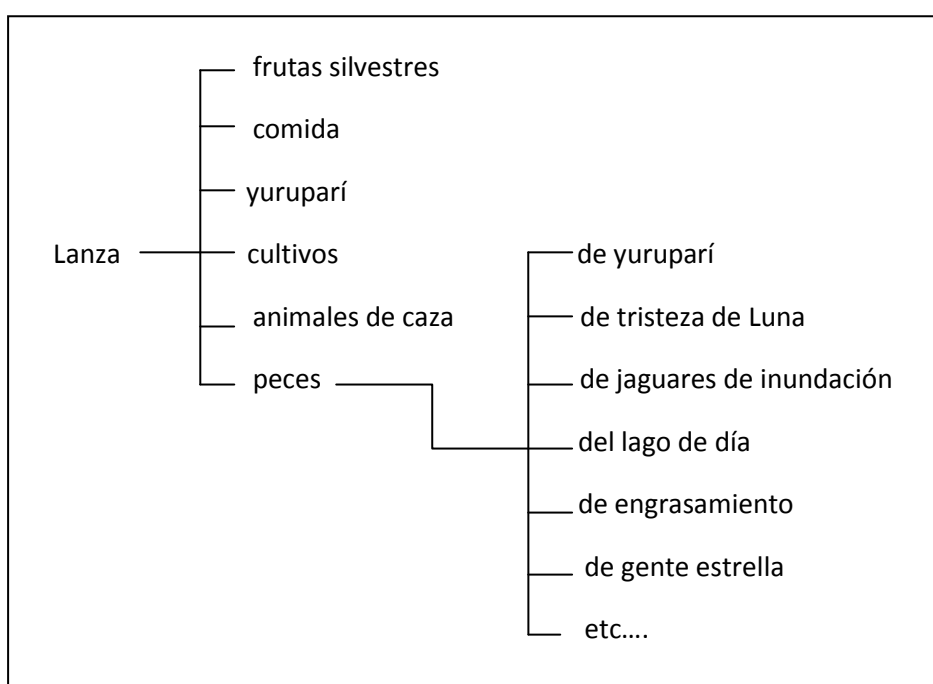 frutas silvestres
comida
yuruparí
Lanza
cultivos
animales de caza
peces
de yuruparí
de tristeza de Luna
de jaguares de inundación
del lago de día
de engrasamiento
de gente estrella
etc....